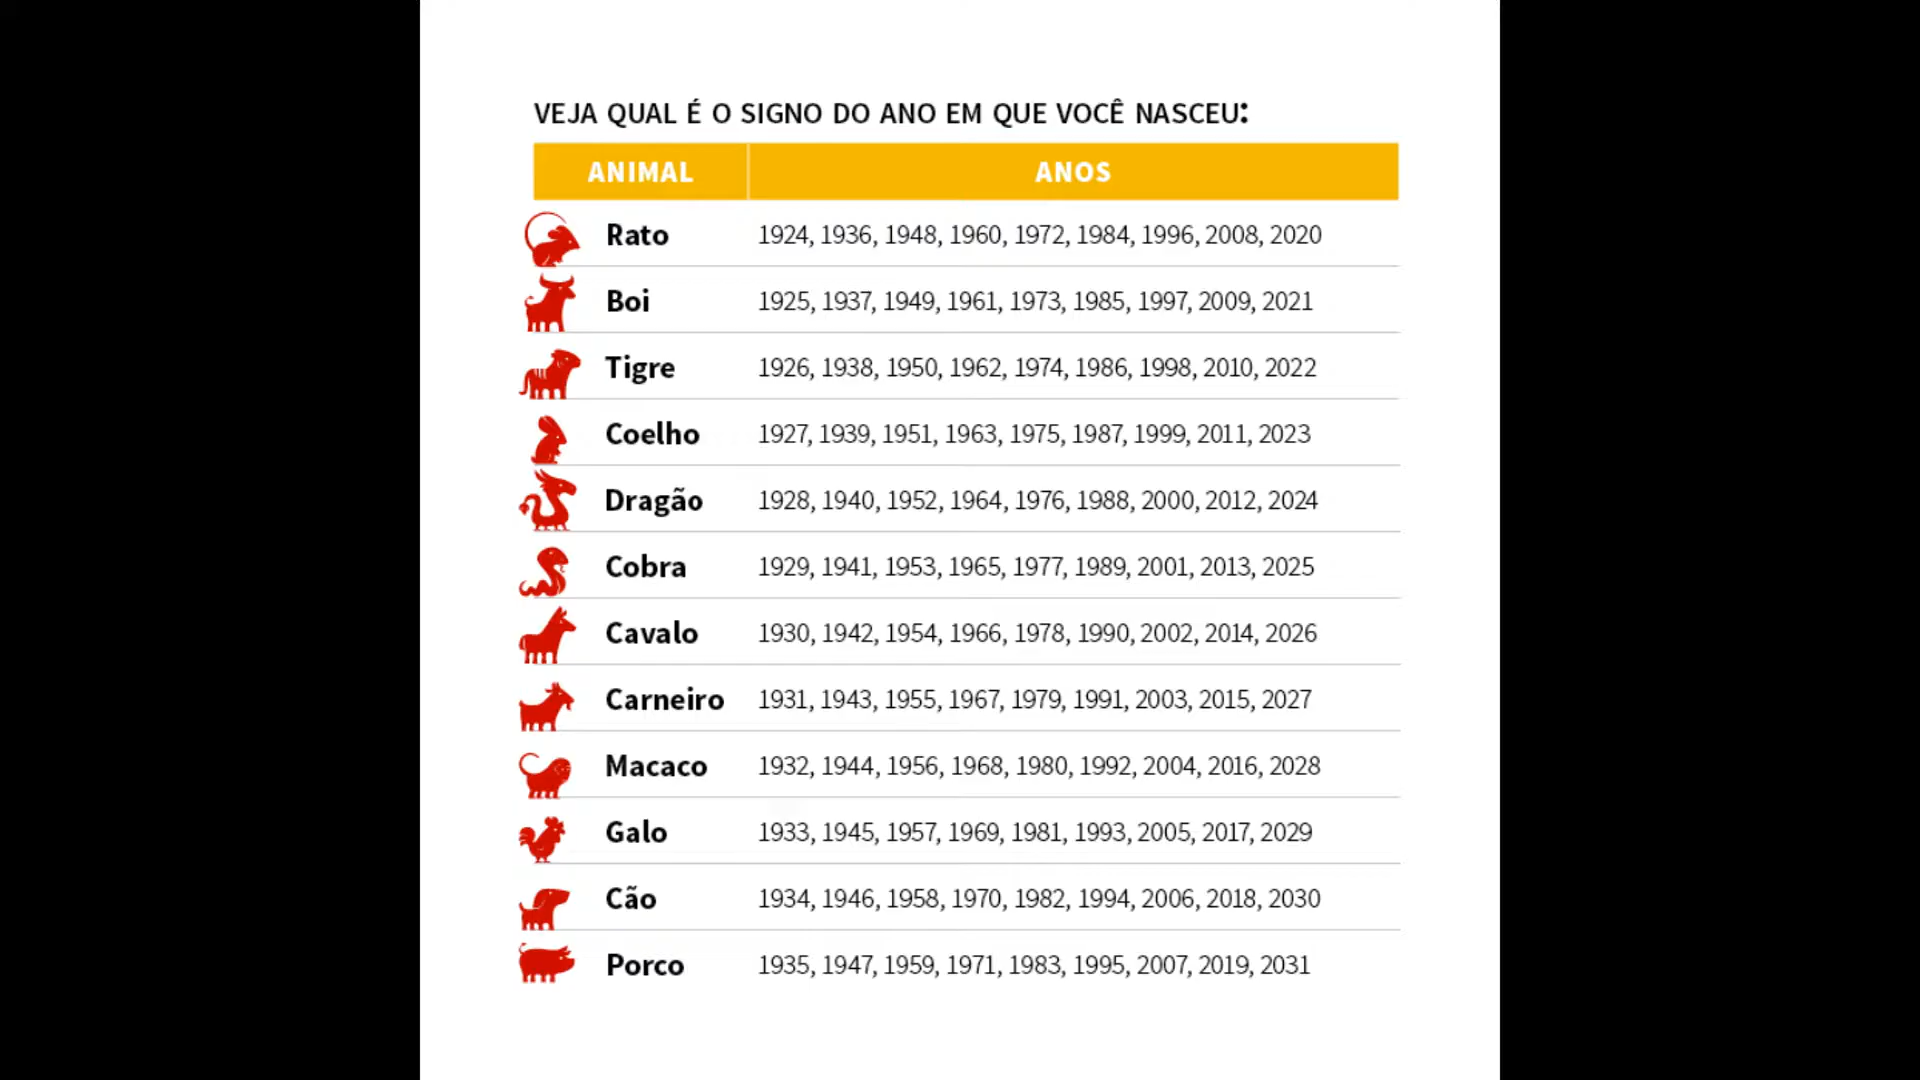 VEJA QUAL É O SIGNO DO ANO EM QUE VOCÊ NASCEU:
ANIMAL ANOS
Rato 1924, 1936, 1948, 1960, 1972, 1984, 1996, 2008, 2020
Boi 1925, 1937, 1949, 1961, 1973, 1985, 1997, 2009, 2021
Tigre 1926, 1938, 1950, 1962, 1974, 1986, 1998, 2010, 2022
Coelho 1927, 1939, 1951, 1963, 1975, 1987, 1999, 2011, 2023
Dragão 1928, 1940, 1952, 1964, 1976, 1988, 2000, 2012, 2024
Cobra 1929, 1941, 1953, 1965, 1977, 1989, 2001, 2013, 2025
Cavalo 1930, 1942, 1954, 1966, 1978, 1990, 2002, 2014, 2026
Carneiro 1931, 1943, 1955, 1967, 1979, 1991, 2003, 2015, 2027
Macaco 1932, 1944, 1956, 1968, 1980, 1992, 2004, 2016, 2028
Galo 1933, 1945, 1957, 1969, 1981, 1993, 2005, 2017, 2029
Cão 1934, 1946, 1958, 1970, 1982, 1994, 2006, 2018, 2030
Porco 1935, 1947, 1959, 1971, 1983, 1995, 2007, 2019, 2031